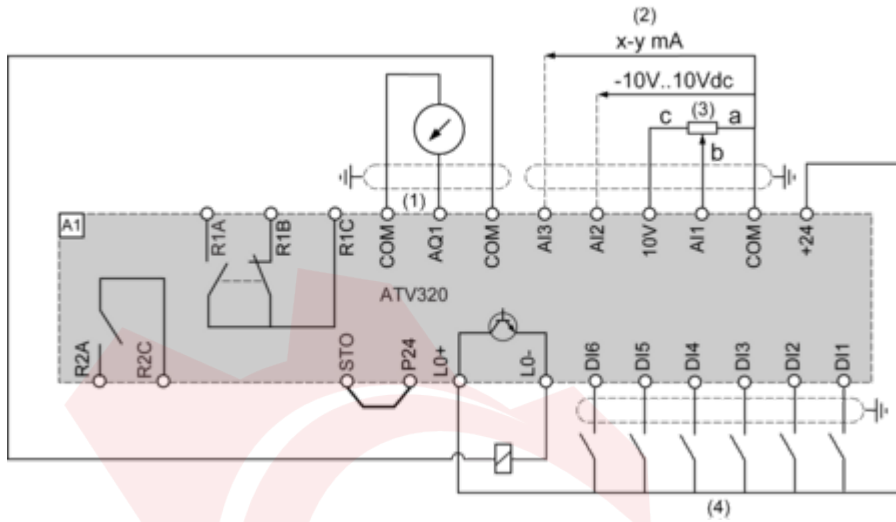 (2)
x-y mA
-10V..10Vdc
c (3) a
b
(1)
A1
R1A R1B R1C COM AQ1 COM AI3 AI2 10V AI1 COM +24
ATV320
R2A R2C STO P24 L0+ L0- DI6 DI5 DI4 DI3 DI2 DI1
(4)